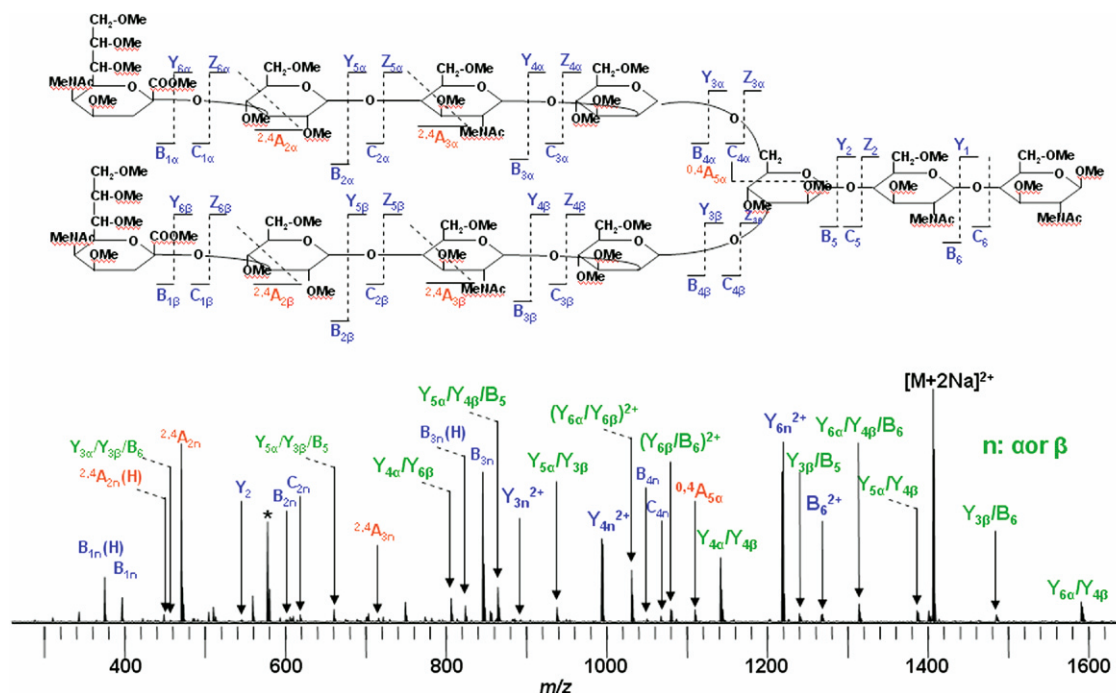 CH₂-OMe
CH-OMe
CH-OMe
MeNAc
OMe
COOMe
O
O
Y₆α
Z₆α
B₁α
C₁α
CH₂-OMe
O
OMe
OMe
²,⁴A₂α
O
Y₅α
Z₅α
B₂α
C₂α
CH₂-OMe
O
OMe
MeNAc
²,⁴A₃α
O
Y₄α
Z₄α
B₃α
C₃α
CH₂-OMe
O
OMe
OMe
Y₃α
Z₃α
O
B₄α
C₄α
⁰,⁴A₅α
CH₂-OMe
CH-OMe
CH-OMe
MeNAc
OMe
COOMe
O
O
Y₆β
Z₆β
B₁β
C₁β
CH₂-OMe
O
OMe
OMe
²,⁴A₂β
O
Y₅β
Z₅β
B₂β
C₂β
CH₂-OMe
O
OMe
MeNAc
²,⁴A₃β
O
Y₄β
Z₄β
B₃β
C₃β
CH₂-OMe
O
OMe
OMe
Y₃β
Z₃β
O
B₄β
C₄β
CH₂
O
OMe
OMe
Y₂
Z₂
O
B₅
C₅
CH₂-OMe
O
OMe
MeNAc
Y₁
O
B₆
C₆
CH₂-OMe
O
OMe
OMe
MeNAc
Y₃α/Y₃β/B₆
²,⁴A₂n(H)
B₁n(H)
B₁n
²,⁴A₂n
Y₂
*
B₂n
C₂n
Y₅α/Y₃β/B₅
²,⁴A₃n
Y₄α/Y₆β
B₃n(H)
B₃n
Y₅α/Y₄β/B₅
Y₃n²⁺
Y₅α/Y₃β
Y₄n²⁺
(Y₆α/Y₆β)²⁺
B₄n
C₄n
(Y₆β/B₆)²⁺
⁰,⁴A₅α
Y₄α/Y₄β
Y₆n²⁺
Y₃β/B₅
B₆²⁺
Y₆α/Y₄β/B₆
Y₅α/Y₄β
[M+2Na]²⁺
Y₃β/B₆
Y₆α/Y₄β
n: αor β
400 600 800 1000 1200 1400 1600
m/z